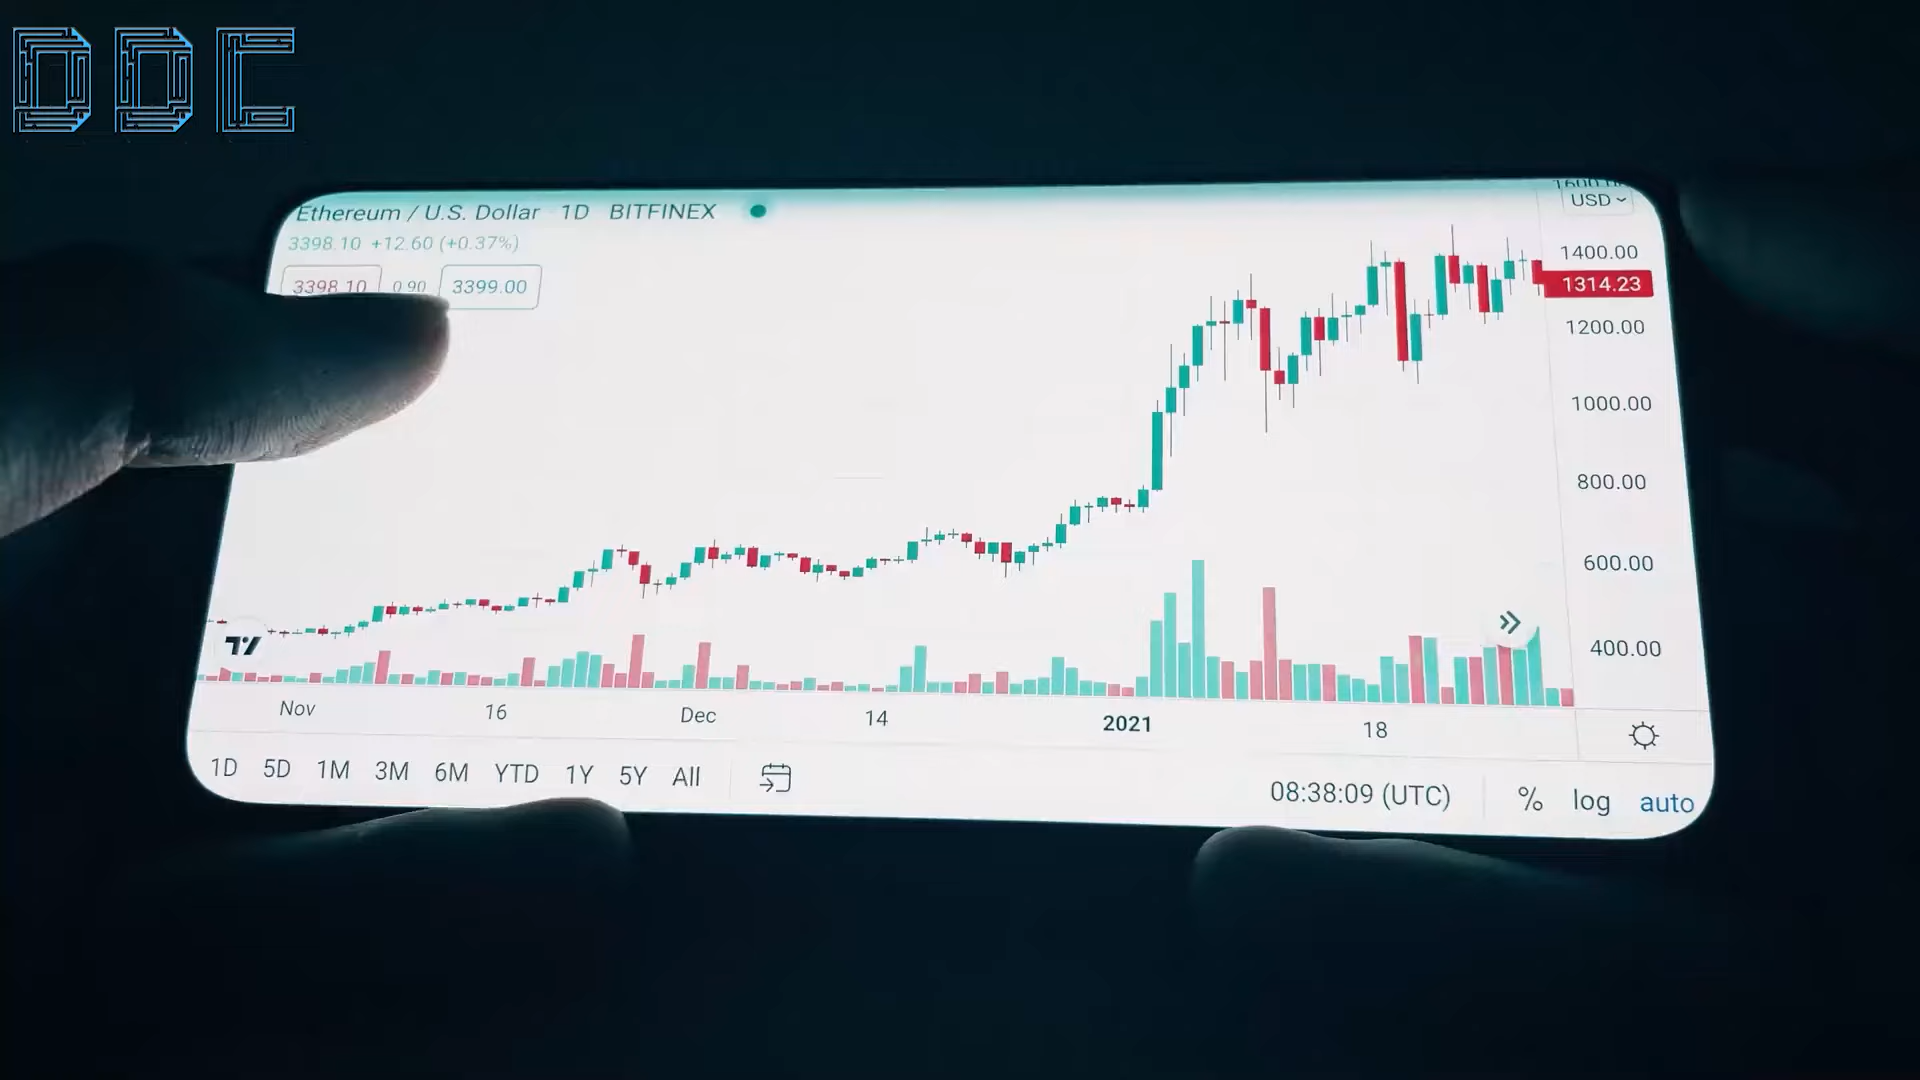 DDC
Ethereum / U.S. Dollar 1D BITFINEX
USD
3398.10 +12.60 (+0.37%)
3398.10 0.90 3399.00
1400.00
1314.23
1200.00
1000.00
800.00
600.00
400.00
Nov 16 Dec 14 2021 18
1D 5D 1M 3M 6M YTD 1Y 5Y All
08:38:09 (UTC) % log auto